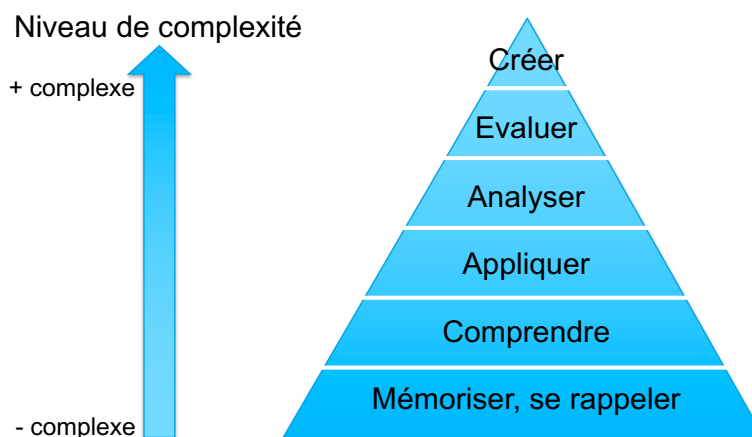 Niveau de complexité
+ complexe
- complexe
Créer
Evaluer
Analyser
Appliquer
Comprendre
Mémoriser, se rappeler